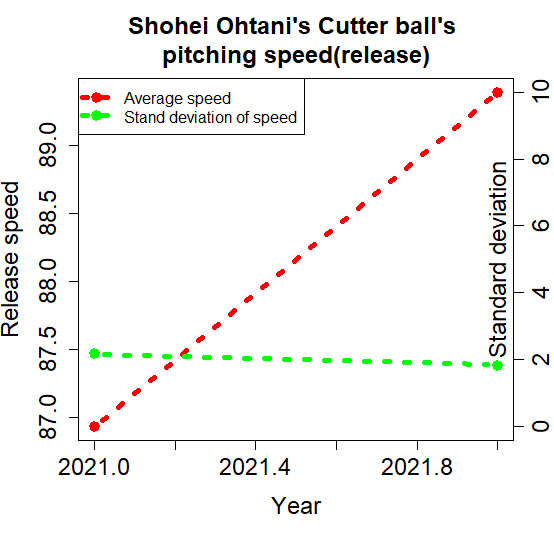 Shohei Ohtani's Cutter ball's
pitching speed(release)
Average speed
Stand deviation of speed
Release speed
87.0
87.5
88.0
88.5
89.0
Standard deviation
0
2
4
6
8
10
2021.0
2021.4
2021.8
Year